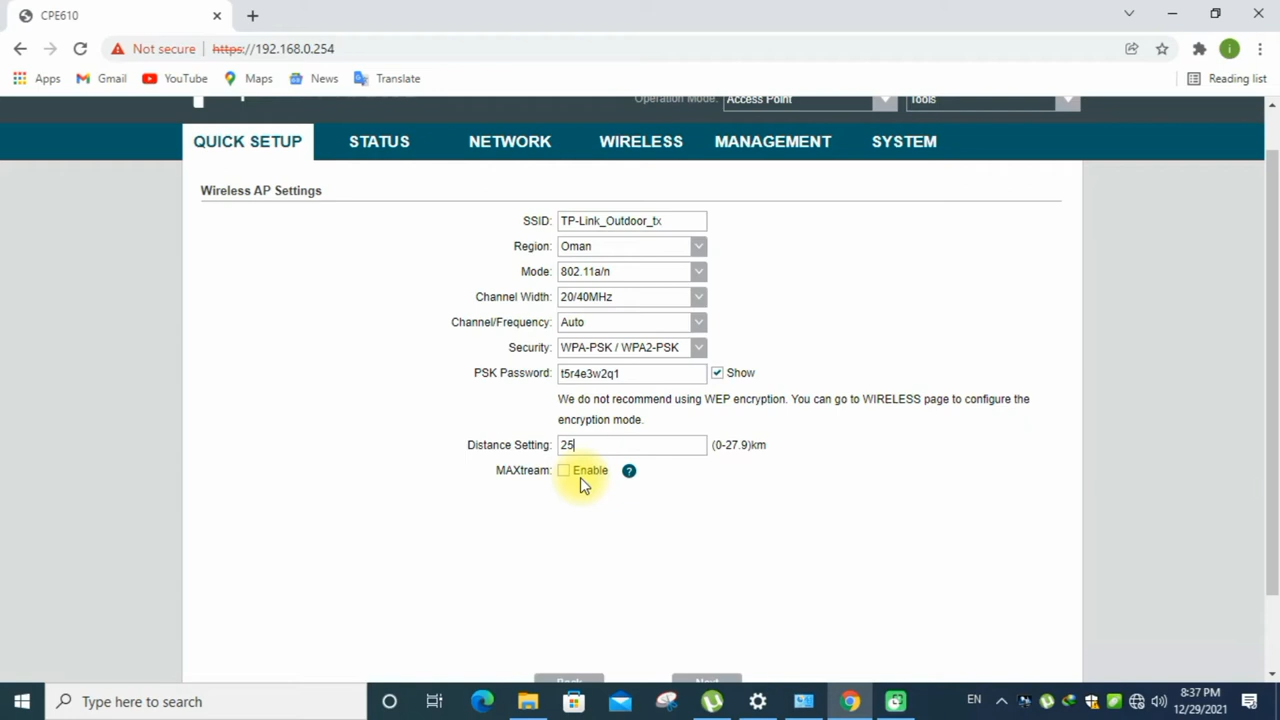 CPE610
Not secure https://192.168.0.254
Apps Gmail YouTube Maps News Translate Reading list
Operation Mode: Access Point Tools
QUICK SETUP STATUS NETWORK WIRELESS MANAGEMENT SYSTEM
Wireless AP Settings
SSID: TP-Link_Outdoor_tx
Region: Oman
Mode: 802.11a/n
Channel Width: 20/40MHz
Channel/Frequency: Auto
Security: WPA-PSK / WPA2-PSK
PSK Password: t5r4e3w2q1 Show
We do not recommend using WEP encryption. You can go to WIRELESS page to configure the
encryption mode.
Distance Setting: 25 (0-27.9)km
MAXtream: Enable ?
Back Next
Type here to search EN 8:37 PM
12/29/2021